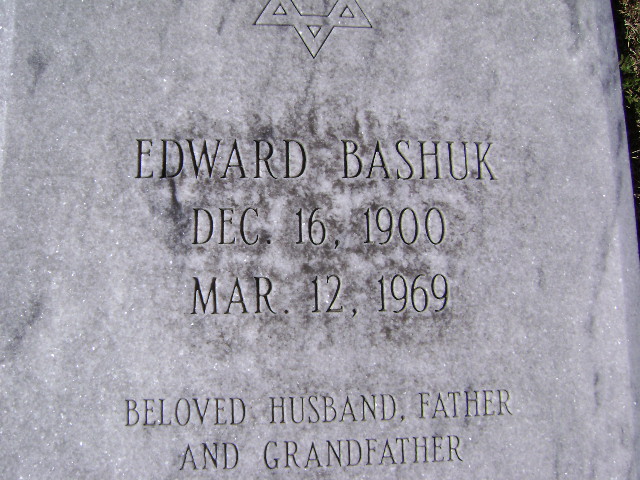 EDWARD BASHUK
DEC. 16, 1900
MAR. 12, 1969
BELOVED HUSBAND, FATHER
AND GRANDFATHER